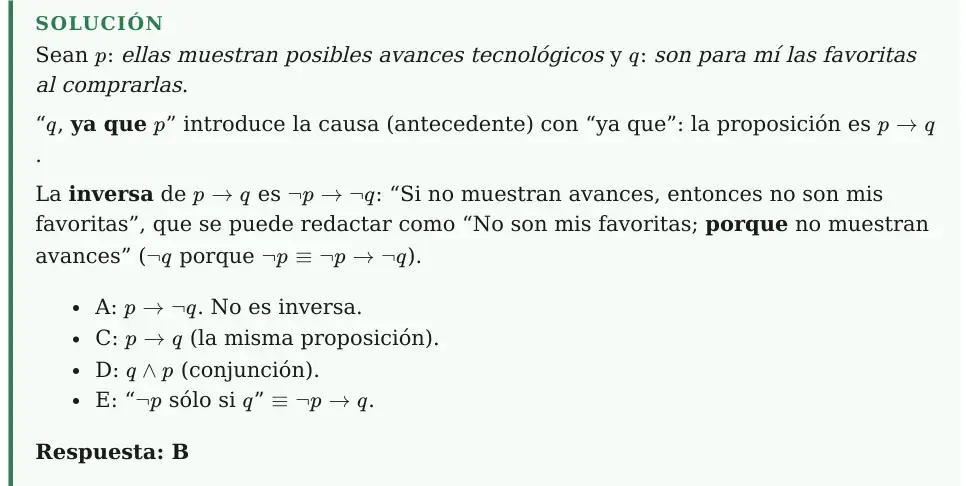 SOLUCIÓN
Sean p: ellas muestran posibles avances tecnológicos y q: son para mí las favoritas
al comprarlas.
“q, ya que p” introduce la causa (antecedente) con “ya que”: la proposición es p → q
.
La inversa de p → q es ¬p → ¬q: “Si no muestran avances, entonces no son mis
favoritas”, que se puede redactar como “No son mis favoritas; porque no muestran
avances” (¬q porque ¬p ≡ ¬p → ¬q).
• A: p → ¬q. No es inversa.
• C: p → q (la misma proposición).
• D: q ∧ p (conjunción).
• E: “¬p sólo si q” ≡ ¬p → q.
Respuesta: B